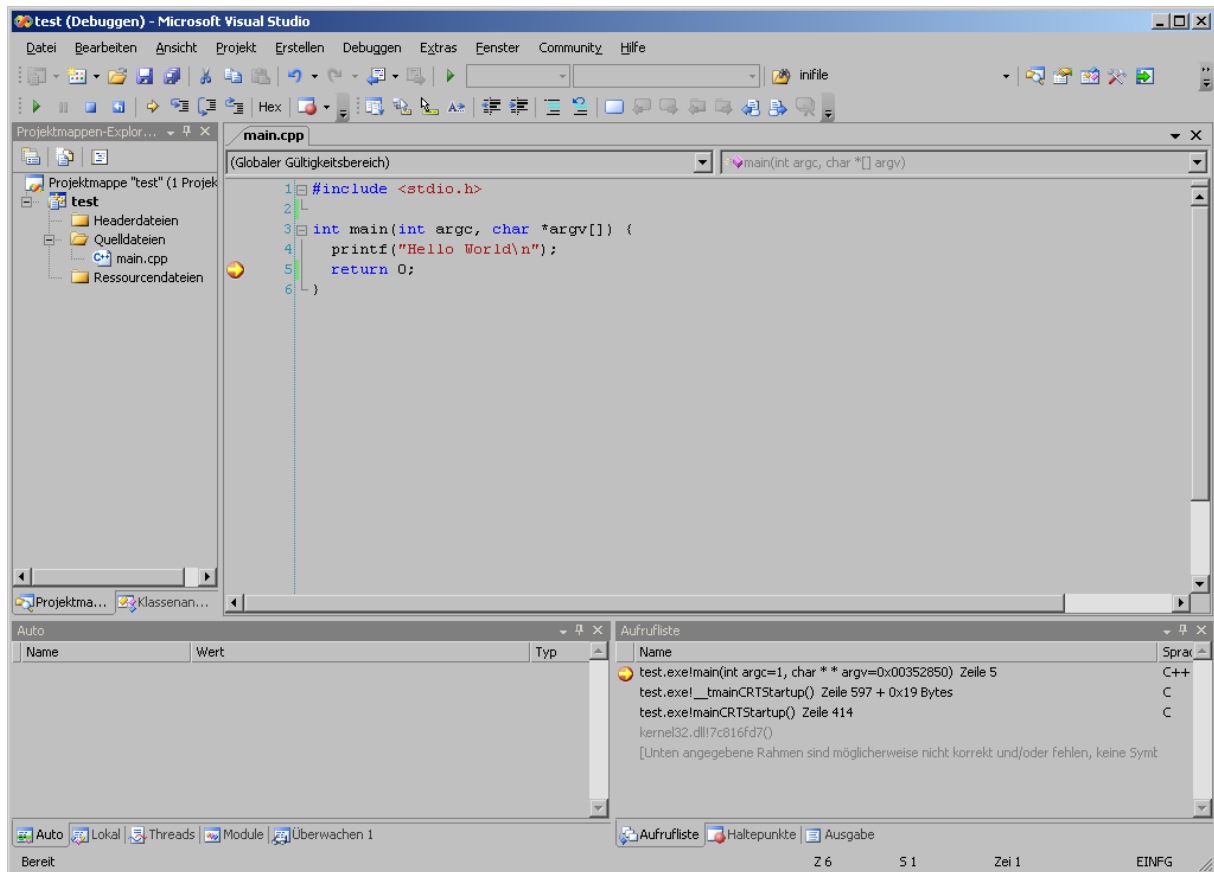 test (Debuggen) - Microsoft Visual Studio
Datei Bearbeiten Ansicht Projekt Erstellen Debuggen Extras Fenster Community Hilfe
inifile
Hex
Projektmappen-Explor...
main.cpp
(Globaler Gültigkeitsbereich)
main(int argc, char *[] argv)
Projektmappe "test" (1 Projek
test
Headerdateien
Quelldateien
main.cpp
Ressourcendateien
1 #include <stdio.h>
2
3 int main(int argc, char *argv[]) {
4 printf("Hello World\n");
5 return 0;
6 }
Projektma... Klassenan...
Auto
Name Wert Typ
Aufrufliste
Name Sprac
test.exe!main(int argc=1, char * * argv=0x00352850) Zeile 5 C++
test.exe!__tmainCRTStartup() Zeile 597 + 0x19 Bytes C
test.exe!mainCRTStartup() Zeile 414 C
kernel32.dll!7c816fd7()
[Unten angegebene Rahmen sind möglicherweise nicht korrekt und/oder fehlen, keine Symb
Auto Lokal Threads Module Überwachen 1
Aufrufliste Haltepunkte Ausgabe
Bereit Z 6 S 1 Zei 1 EINFG